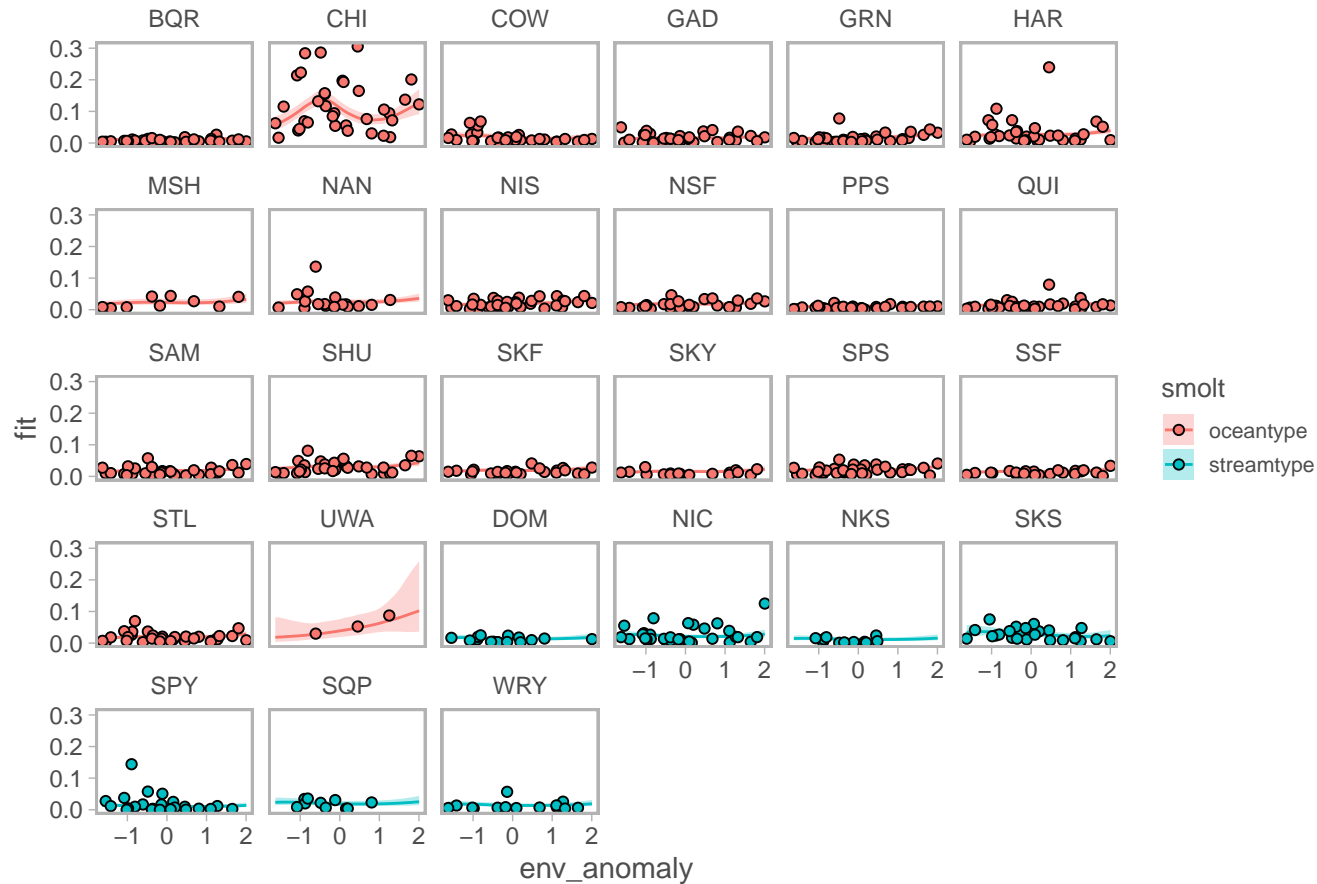 BQR CHI COW GAD GRN HAR
0.3
0.2
0.1
0.0
MSH NAN NIS NSF PPS QUI
0.3
0.2
0.1
0.0
SAM SHU SKF SKY SPS SSF
0.3
0.2
0.1
0.0
fit
smolt
oceantype
streamtype
STL UWA DOM NIC NKS SKS
0.3
0.2
0.1
0.0
−1 0 1 2 −1 0 1 2 −1 0 1 2
SPY SQP WRY
0.3
0.2
0.1
0.0
−1 0 1 2 −1 0 1 2 −1 0 1 2
env_anomaly